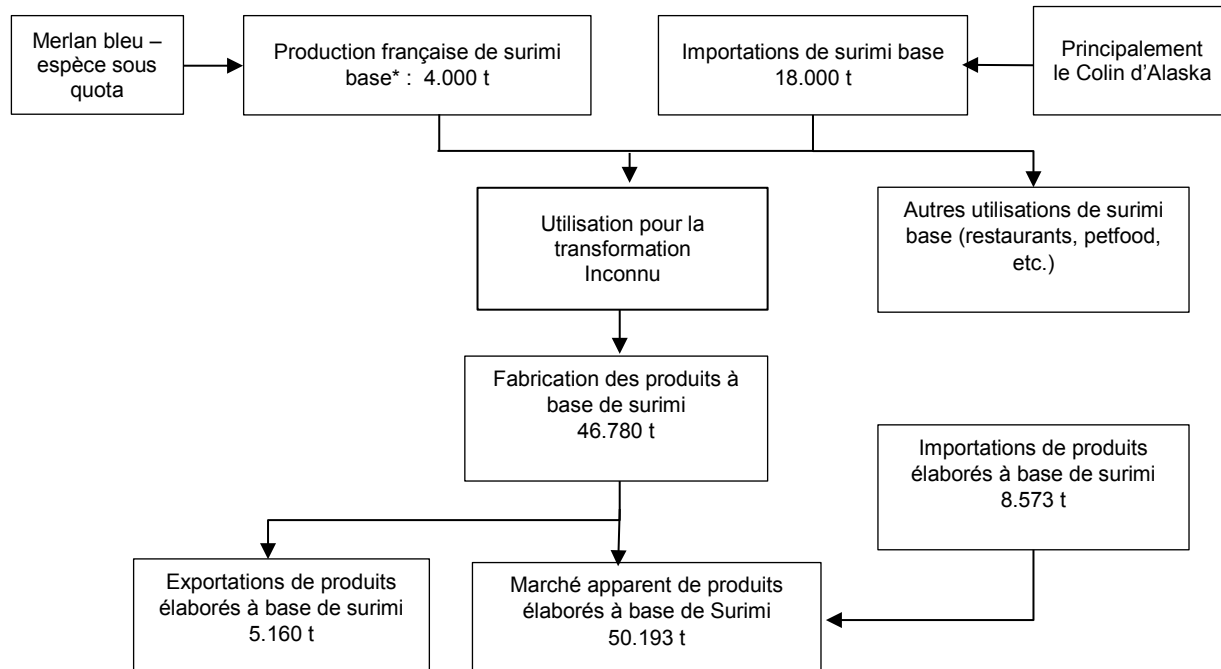 Merlan bleu –
espèce sous
quota
Production française de surimi
base* :  4.000 t
Importations de surimi base
18.000 t
Principalement
le Colin d'Alaska
Utilisation pour la
transformation
Inconnu
Autres utilisations de surimi
base (restaurants, petfood,
etc.)
Fabrication des produits à
base de surimi
46.780 t
Importations de produits
élaborés à base de surimi
8.573 t
Exportations de produits
élaborés à base de surimi
5.160 t
Marché apparent de produits
élaborés à base de Surimi
50.193 t